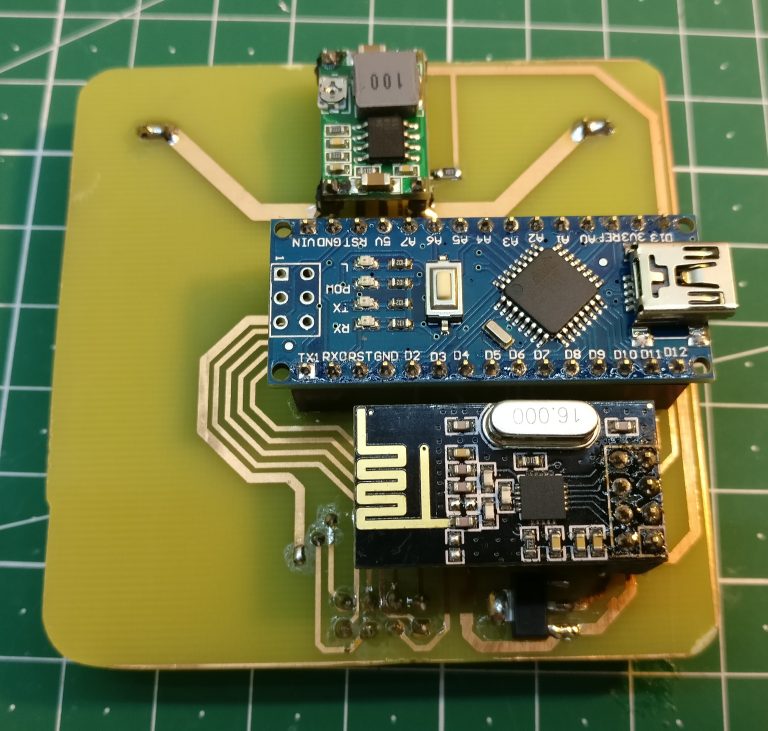 100
VIN GND RST 5V A7 A6 A5 A4 A3 A2 A1 A0 REF 3V3 D13
1
L
POW
TX
RX
TX1 RX0 RST GND D2 D3 D4 D5 D6 D7 D8 D9 D10 D11 D12
16.000